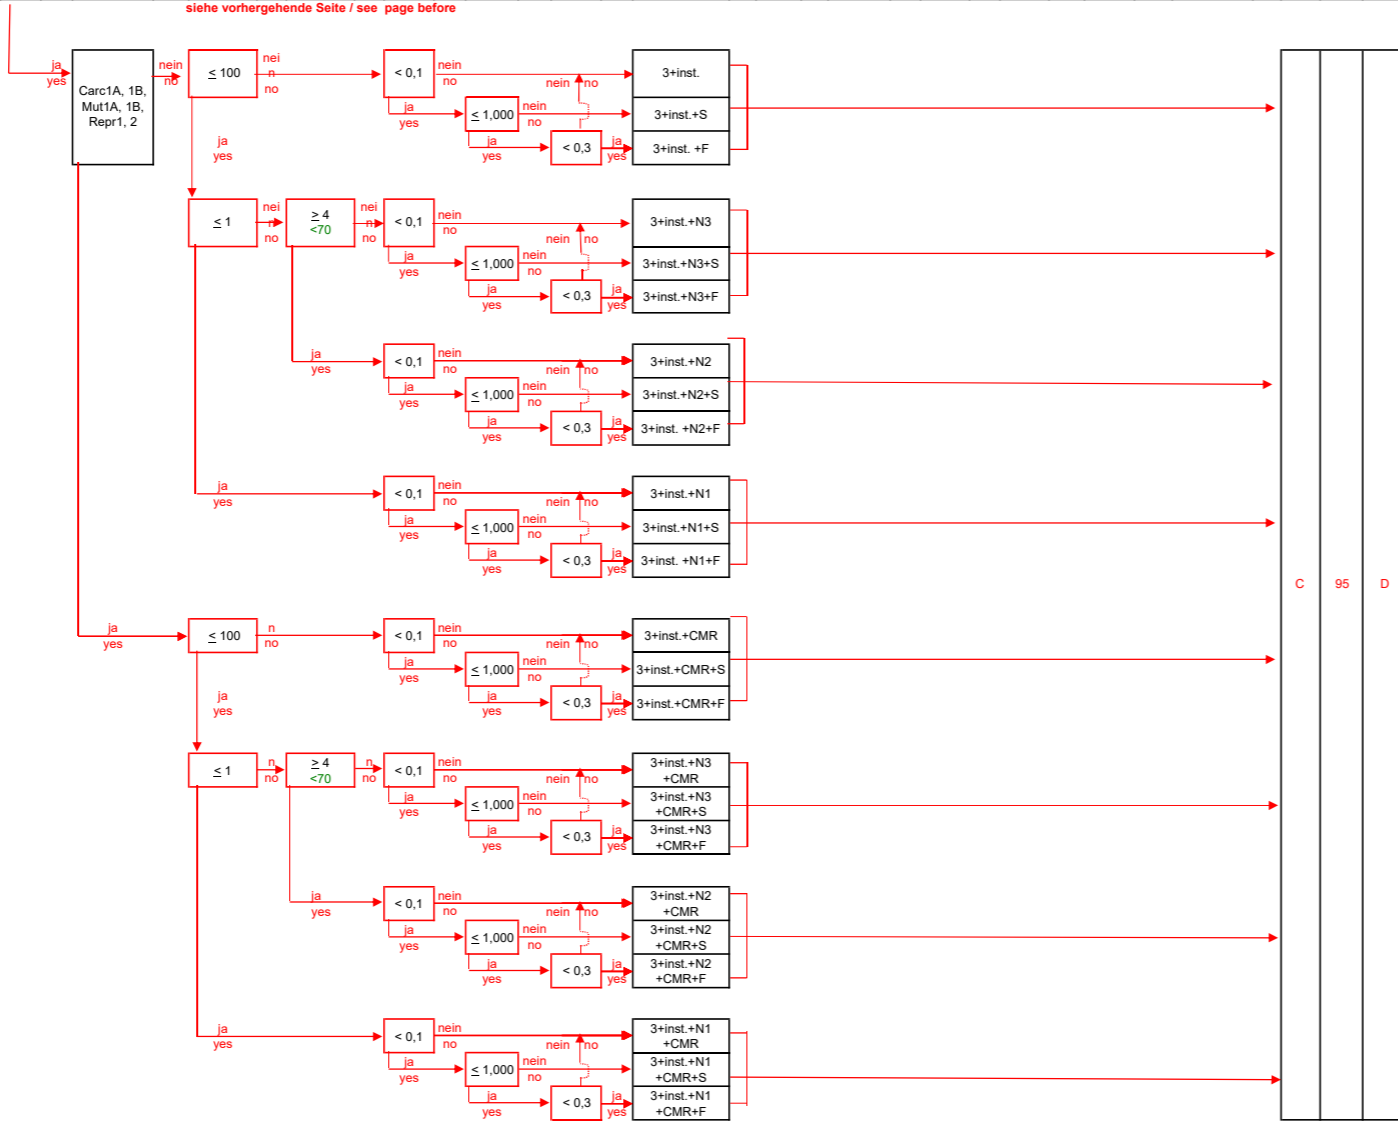 siehe vorhergehende Seite / see page before
ja
yes
Carc1A, 1B,
Mut1A, 1B,
Repr1, 2
nein
no
≤ 100
nei
n
no
< 0,1
nein
no
nein no
3+inst.
ja
yes
≤ 1,000
nein
no
3+inst.+S
ja
yes
< 0,3
ja
yes
3+inst. +F
ja
yes
≤ 1
nei
n
no
≥ 4
<70
nei
n
no
< 0,1
nein
no
nein no
3+inst.+N3
ja
yes
≤ 1,000
nein
no
3+inst.+N3+S
ja
yes
< 0,3
ja
yes
3+inst.+N3+F
ja
yes
< 0,1
nein
no
nein no
3+inst.+N2
ja
yes
≤ 1,000
nein
no
3+inst.+N2+S
ja
yes
< 0,3
ja
yes
3+inst. +N2+F
ja
yes
< 0,1
nein
no
nein no
3+inst.+N1
ja
yes
≤ 1,000
nein
no
3+inst.+N1+S
ja
yes
< 0,3
ja
yes
3+inst. +N1+F
C 95 D
ja
yes
≤ 100
n
no
< 0,1
nein
no
nein no
3+inst.+CMR
ja
yes
≤ 1,000
nein
no
3+inst.+CMR+S
ja
yes
< 0,3
ja
yes
3+inst.+CMR+F
ja
yes
≤ 1
n
no
≥ 4
<70
n
no
< 0,1
nein
no
nein no
3+inst.+N3
+CMR
ja
yes
≤ 1,000
nein
no
3+inst.+N3
+CMR+S
ja
yes
< 0,3
ja
yes
3+inst.+N3
+CMR+F
ja
yes
< 0,1
nein
no
nein no
3+inst.+N2
+CMR
ja
yes
≤ 1,000
nein
no
3+inst.+N2
+CMR+S
ja
yes
< 0,3
ja
yes
3+inst.+N2
+CMR+F
ja
yes
< 0,1
nein
no
nein no
3+inst.+N1
+CMR
ja
yes
≤ 1,000
nein
no
3+inst.+N1
+CMR+S
ja
yes
< 0,3
ja
yes
3+inst.+N1
+CMR+F